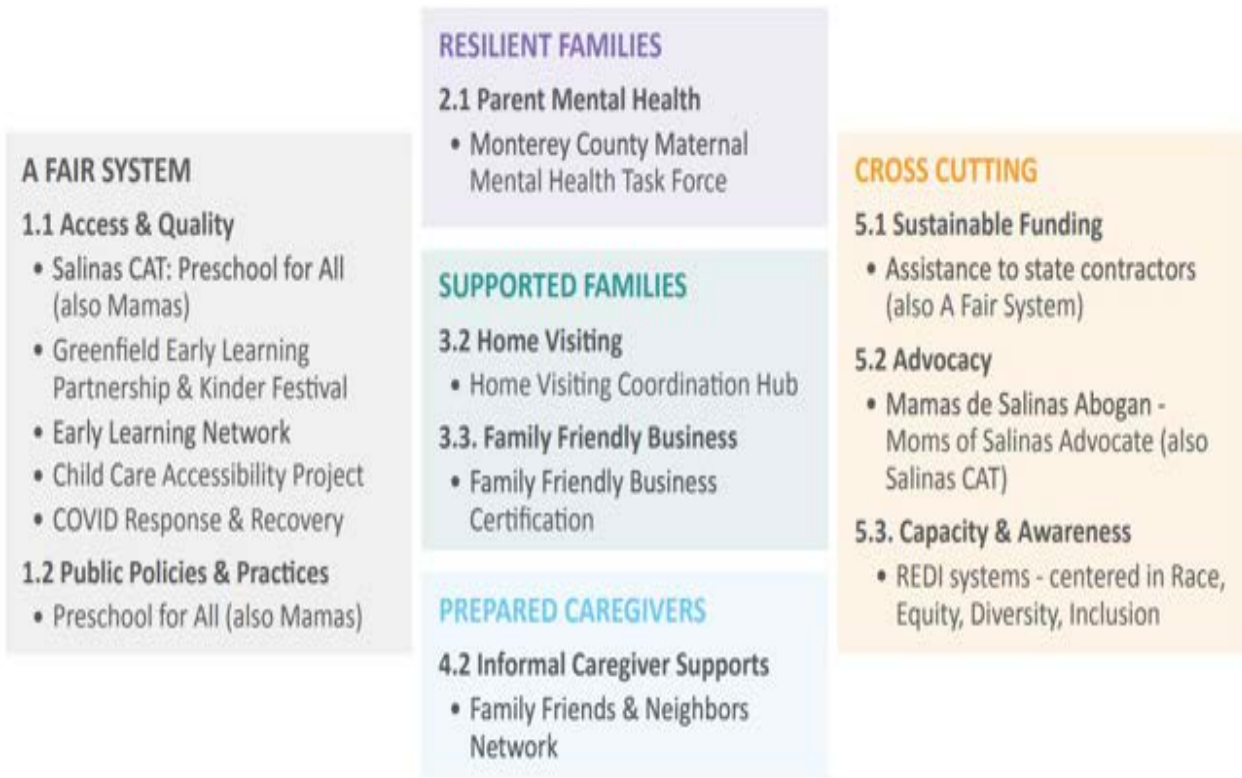 A FAIR SYSTEM
1.1 Access & Quality
• Salinas CAT: Preschool for All
(also Mamas)
• Greenfield Early Learning
Partnership & Kinder Festival
• Early Learning Network
• Child Care Accessibility Project
• COVID Response & Recovery
1.2 Public Policies & Practices
• Preschool for All (also Mamas)
RESILIENT FAMILIES
2.1 Parent Mental Health
• Monterey County Maternal
Mental Health Task Force
SUPPORTED FAMILIES
3.2 Home Visiting
• Home Visiting Coordination Hub
3.3. Family Friendly Business
• Family Friendly Business
Certification
PREPARED CAREGIVERS
4.2 Informal Caregiver Supports
• Family Friends & Neighbors
Network
CROSS CUTTING
5.1 Sustainable Funding
• Assistance to state contractors
(also A Fair System)
5.2 Advocacy
• Mamas de Salinas Abogan -
Moms of Salinas Advocate (also
Salinas CAT)
5.3. Capacity & Awareness
• REDI systems - centered in Race,
Equity, Diversity, Inclusion